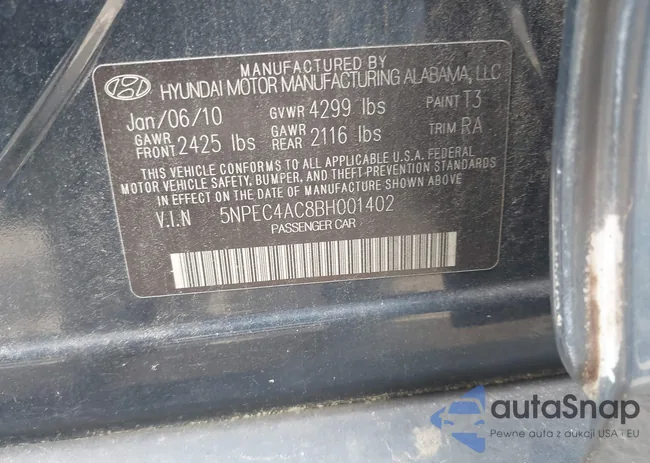 MANUFACTURED BY
HYUNDAI MOTOR MANUFACTURING ALABAMA, LLC
Jan/06/10 GVWR 4299 lbs PAINT T3
GAWR FRONT 2425 lbs GAWR REAR 2116 lbs TRIM RA
THIS VEHICLE CONFORMS TO ALL APPLICABLE U.S.A. FEDERAL
MOTOR VEHICLE SAFETY, BUMPER, AND THEFT PREVENTION STANDARDS
IN EFFECT ON THE DATE OF MANUFACTURE SHOWN ABOVE
V.I.N 5NPEC4AC8BH001402
PASSENGER CAR
autaSnap
Pewne auta z aukcji USA i EU